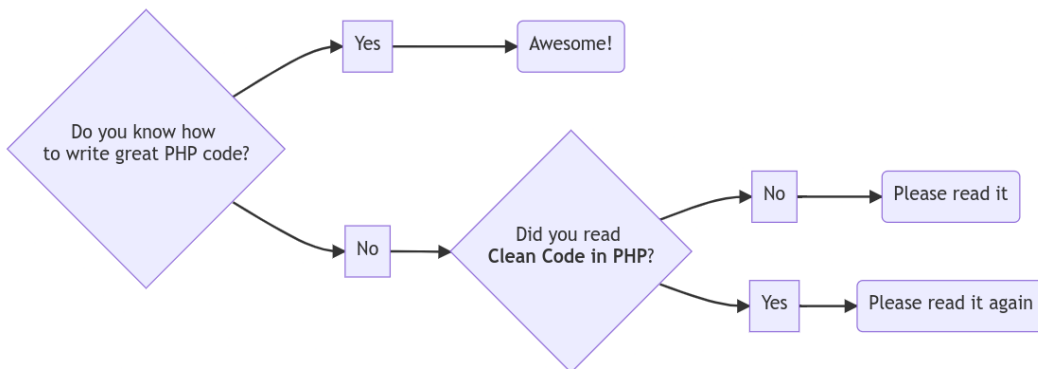 Do you know how
to write great PHP code?
Yes
Awesome!
No
Did you read
Clean Code in PHP?
No
Please read it
Yes
Please read it again